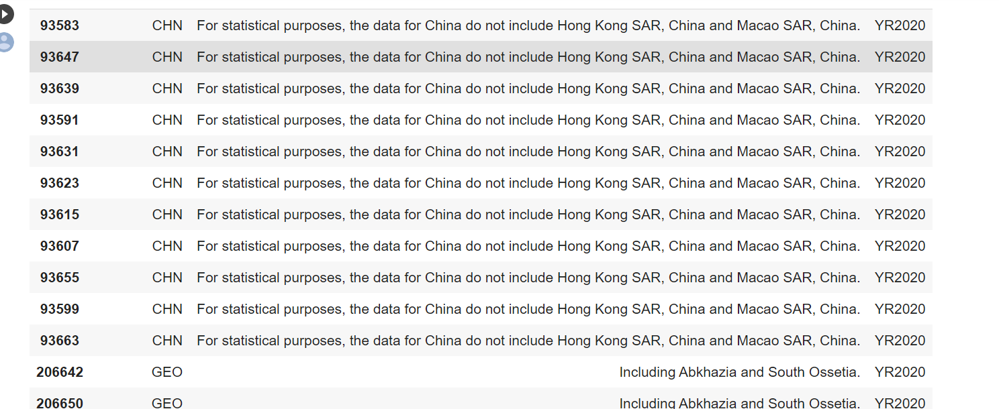 93583 CHN For statistical purposes, the data for China do not include Hong Kong SAR, China and Macao SAR, China. YR2020
93647 CHN For statistical purposes, the data for China do not include Hong Kong SAR, China and Macao SAR, China. YR2020
93639 CHN For statistical purposes, the data for China do not include Hong Kong SAR, China and Macao SAR, China. YR2020
93591 CHN For statistical purposes, the data for China do not include Hong Kong SAR, China and Macao SAR, China. YR2020
93631 CHN For statistical purposes, the data for China do not include Hong Kong SAR, China and Macao SAR, China. YR2020
93623 CHN For statistical purposes, the data for China do not include Hong Kong SAR, China and Macao SAR, China. YR2020
93615 CHN For statistical purposes, the data for China do not include Hong Kong SAR, China and Macao SAR, China. YR2020
93607 CHN For statistical purposes, the data for China do not include Hong Kong SAR, China and Macao SAR, China. YR2020
93655 CHN For statistical purposes, the data for China do not include Hong Kong SAR, China and Macao SAR, China. YR2020
93599 CHN For statistical purposes, the data for China do not include Hong Kong SAR, China and Macao SAR, China. YR2020
93663 CHN For statistical purposes, the data for China do not include Hong Kong SAR, China and Macao SAR, China. YR2020
206642 GEO Including Abkhazia and South Ossetia. YR2020
206650 GEO Including Abkhazia and South Ossetia. YR2020